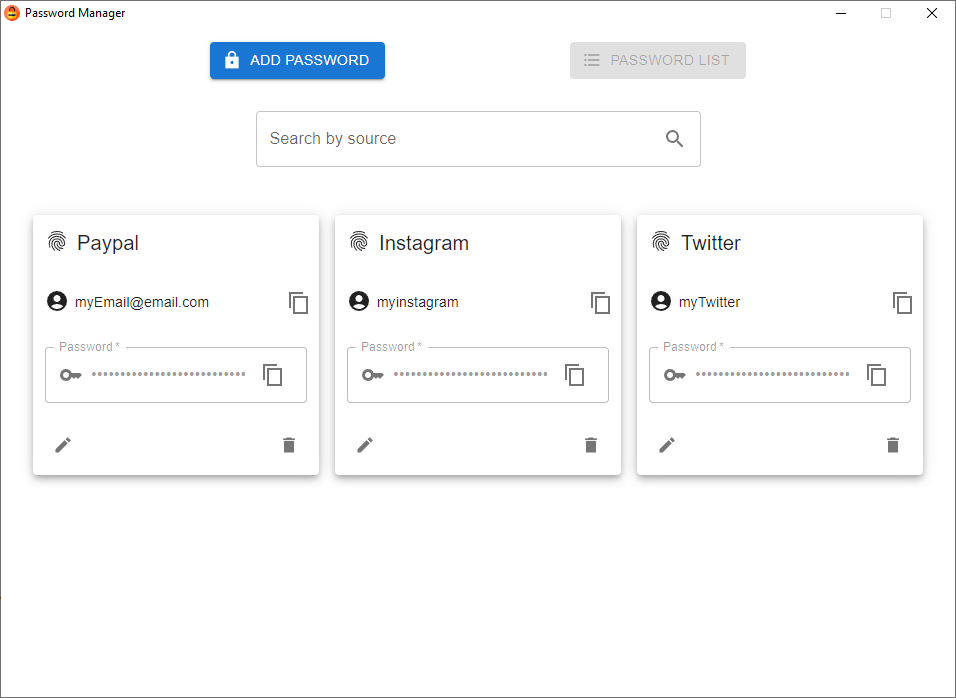 Password Manager
ADD PASSWORD
PASSWORD LIST
Search by source
Paypal
myEmail@email.com
Password *
••••••••••••••••••••••••••
Instagram
myinstagram
Password *
••••••••••••••••••••••••••
Twitter
myTwitter
Password *
••••••••••••••••••••••••••